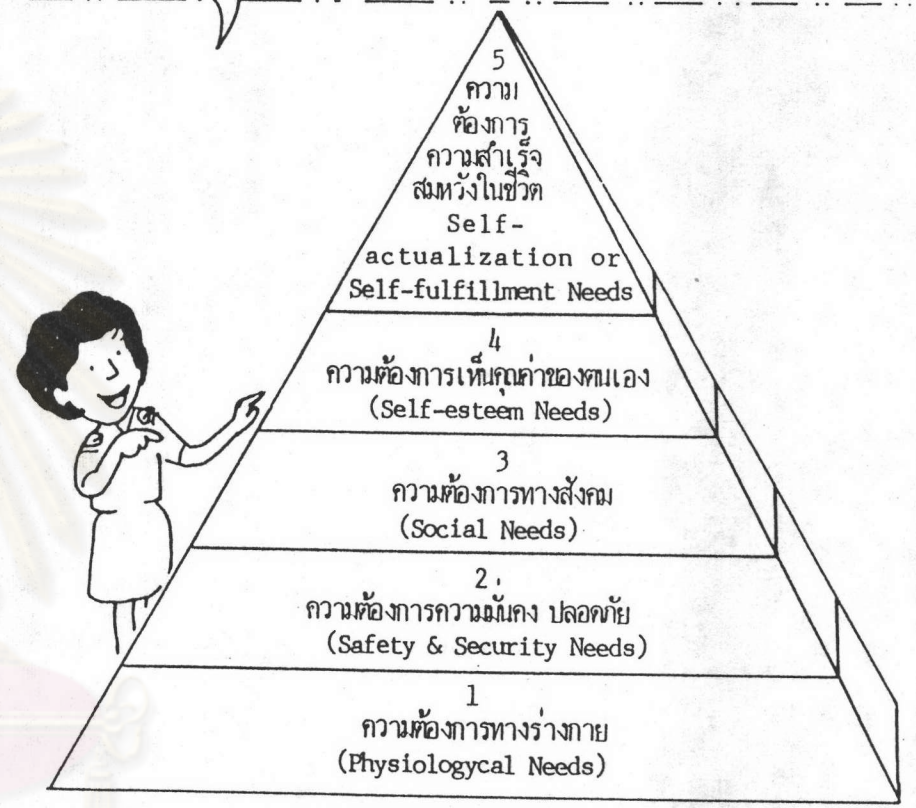 5
ความ
ต้องการ
ความสำเร็จ
สมหวังในชีวิต
Self-
actualization or
Self-fulfillment Needs
4
ความต้องการเห็นคุณค่าของตนเอง
(Self-esteem Needs)
3
ความต้องการทางสังคม
(Social Needs)
2.
ความต้องการความมั่นคง ปลอดภัย
(Safety & Security Needs)
1
ความต้องการทางร่างกาย
(Physiologycal Needs)